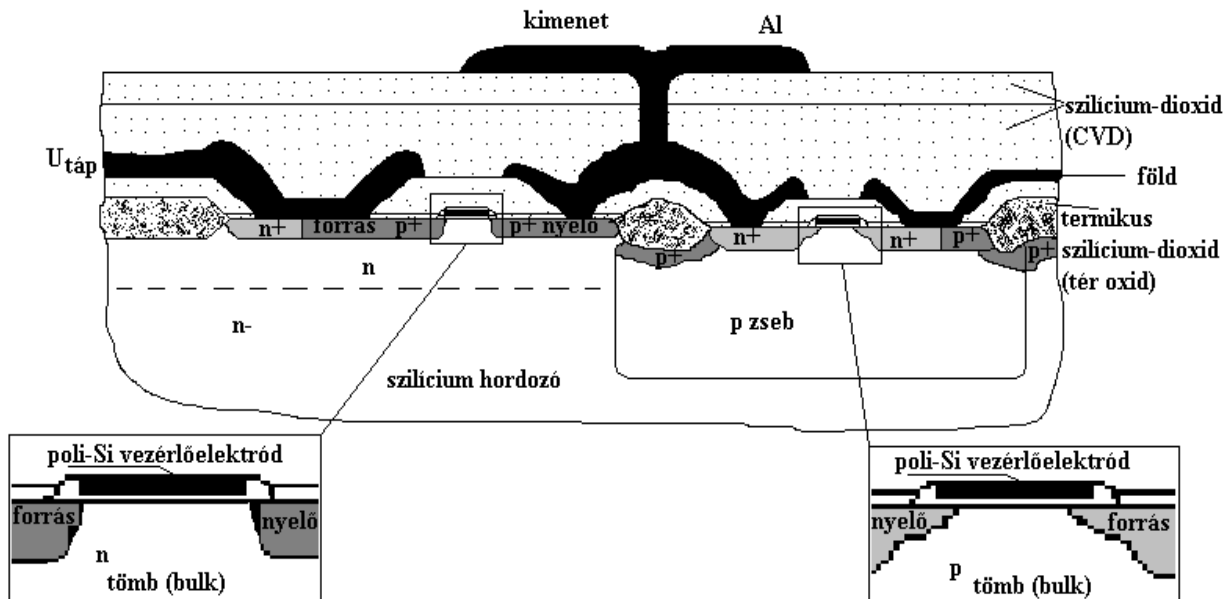 kimenet
Al
szilícium-dioxid
(CVD)
Utáp
föld
termikus
szilícium-dioxid
(tér oxid)
n+
forrás
p+
p+ nyelő
p+
n+
n+
p+
p+
n
n-
p zseb
szilícium hordozó
poli-Si vezérlőelektród
forrás
nyelő
n
tömb (bulk)
poli-Si vezérlőelektród
nyelő
forrás
p
tömb (bulk)